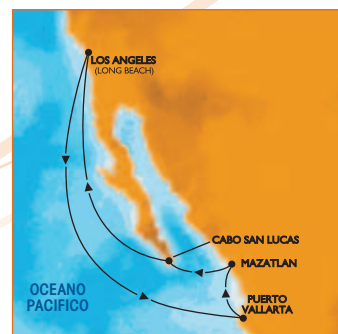 LOS ANGELES
(LONG BEACH)
CABO SAN LUCAS
MAZATLAN
PUERTO
VALLARTA
OCEANO
PACIFICO